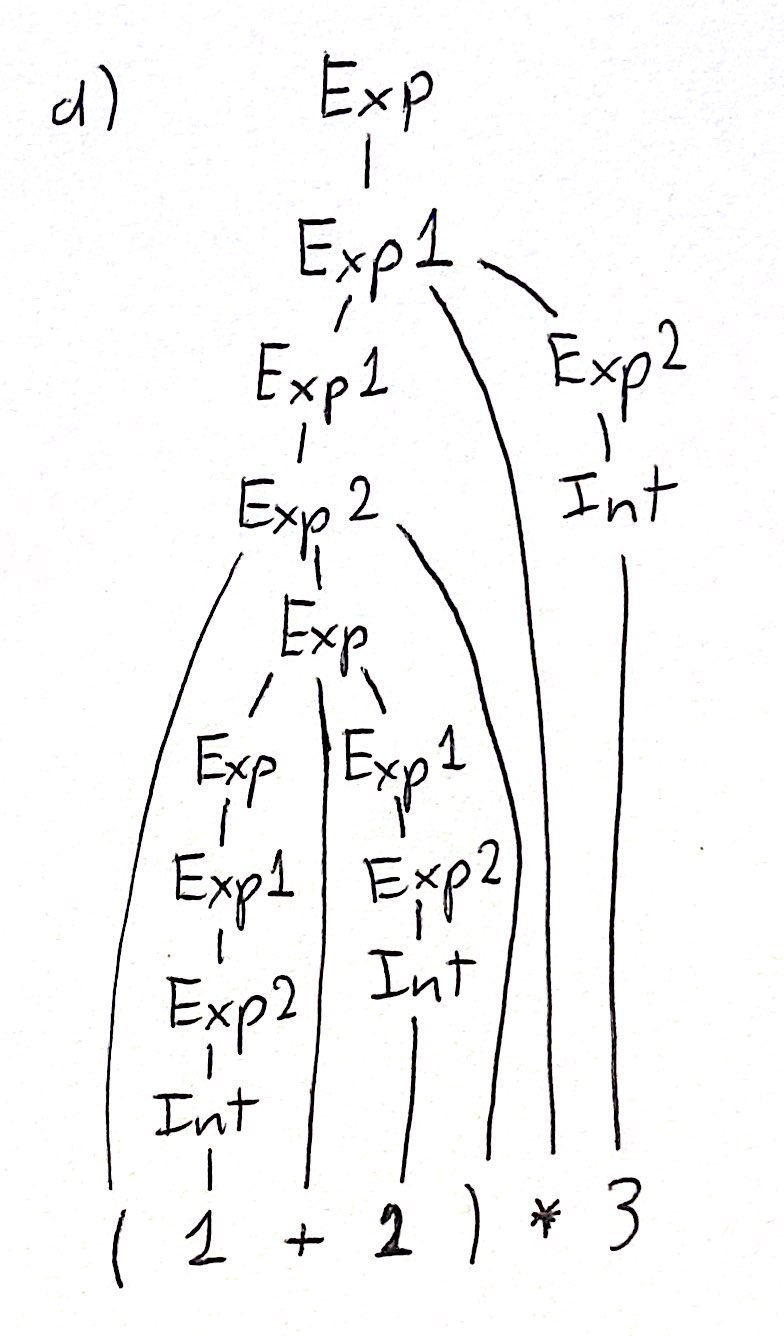 d) Exp
Exp1
Exp1 Exp2
Exp2 Int
Exp
Exp Exp1
Exp1 Exp2
Exp2 Int
Int
( 1 + 2 ) * 3